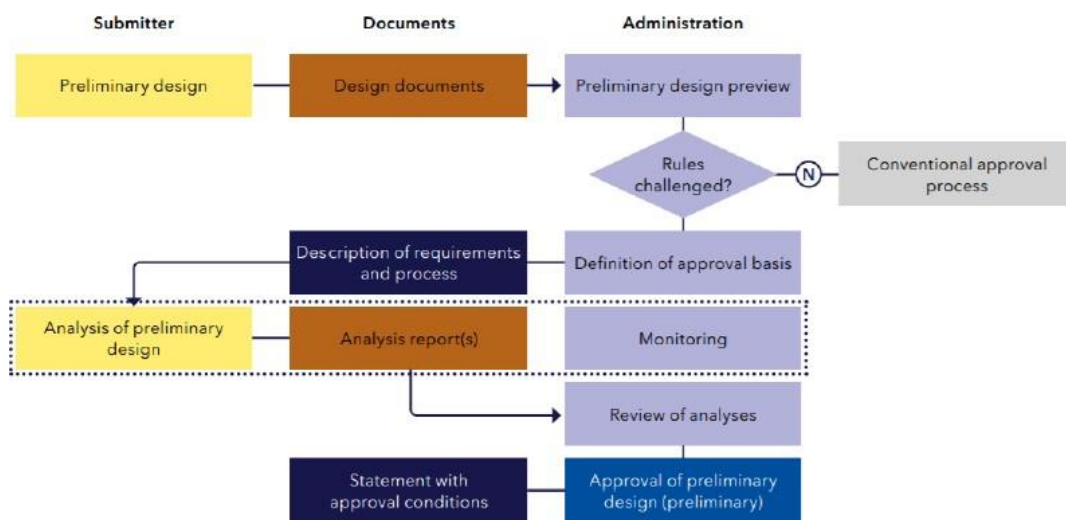 Submitter
Documents
Administration
Preliminary design
Design documents
Preliminary design preview
Rules
challenged?
N
Conventional approval
process
Description of requirements
and process
Definition of approval basis
Analysis of preliminary
design
Analysis report(s)
Monitoring
Review of analyses
Statement with
approval conditions
Approval of preliminary
design (preliminary)